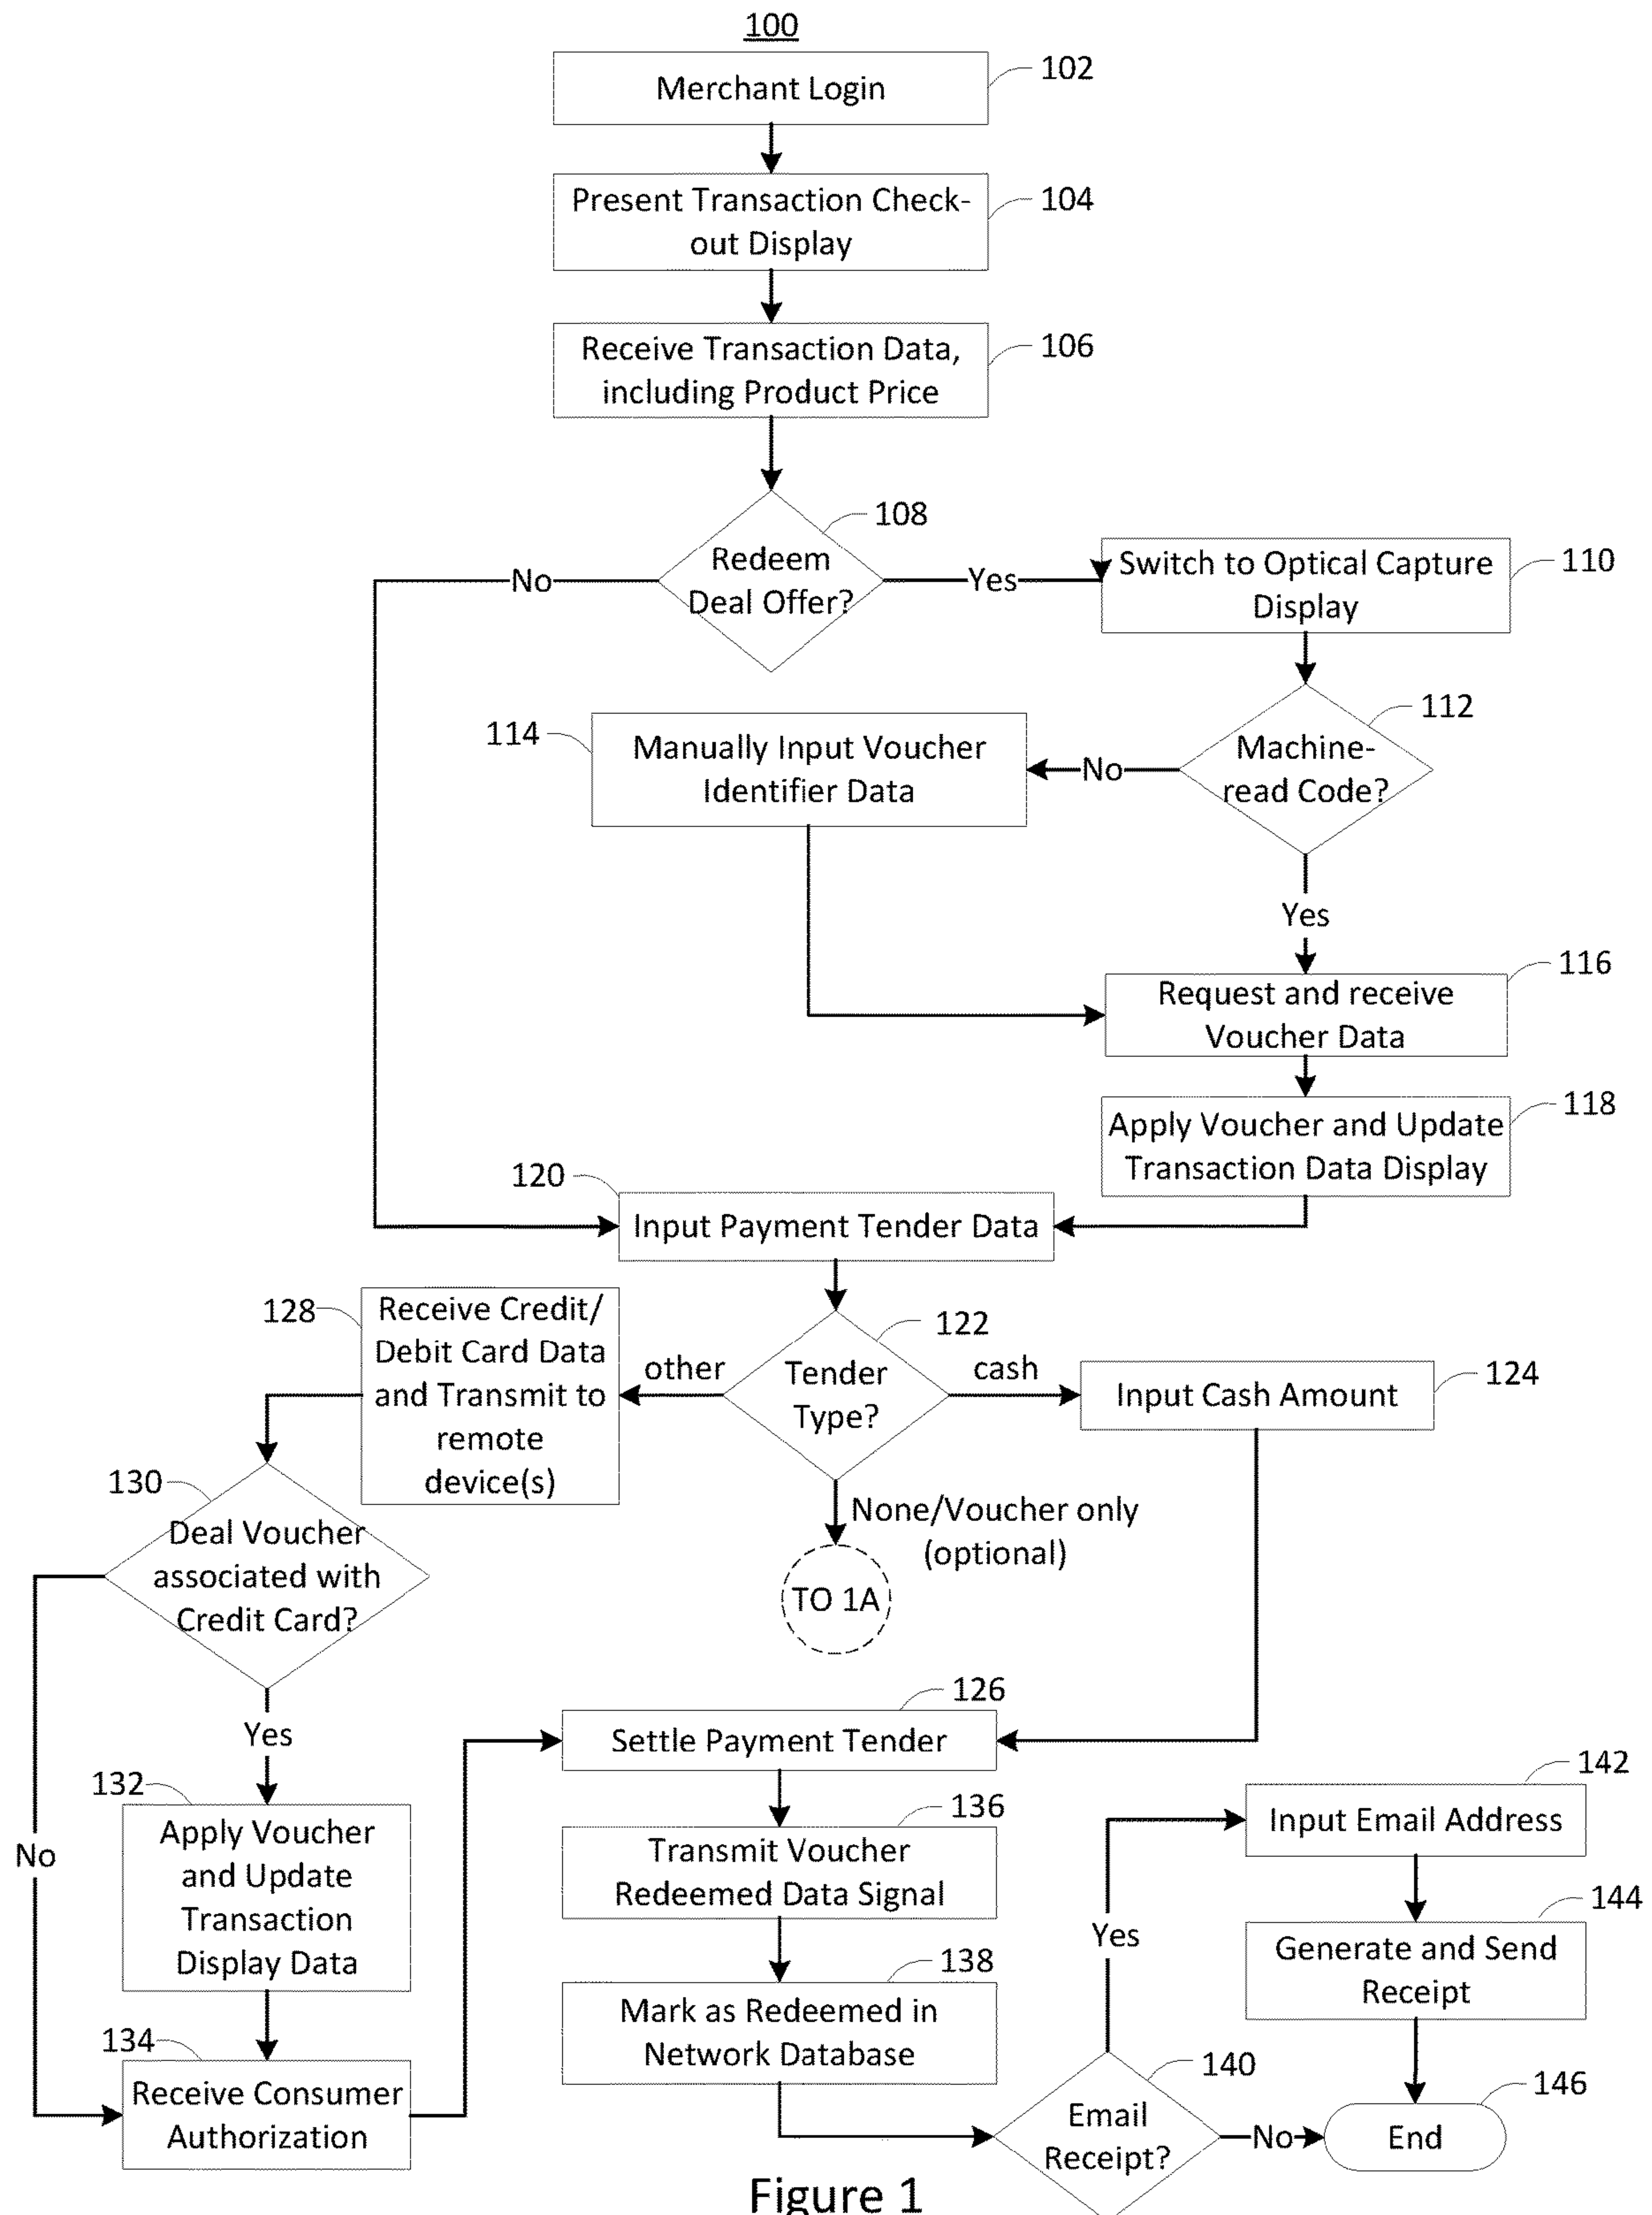 100
Merchant Login
102
Present Transaction Check-
out Display
104
Receive Transaction Data,
including Product Price
106
108
Redeem
Deal Offer?
No
Yes
Switch to Optical Capture
Display
110
112
Machine-
read Code?
No
114
Manually Input Voucher
Identifier Data
Yes
116
Request and receive
Voucher Data
118
Apply Voucher and Update
Transaction Data Display
120
Input Payment Tender Data
122
Tender
Type?
other
cash
128
Receive Credit/
Debit Card Data
and Transmit to
remote
device(s)
Input Cash Amount
124
None/Voucher only
(optional)
TO 1A
130
Deal Voucher
associated with
Credit Card?
Yes
No
132
Apply Voucher
and Update
Transaction
Display Data
134
Receive Consumer
Authorization
126
Settle Payment Tender
136
Transmit Voucher
Redeemed Data Signal
138
Mark as Redeemed in
Network Database
140
Email
Receipt?
Yes
No
142
Input Email Address
144
Generate and Send
Receipt
146
End
Figure 1